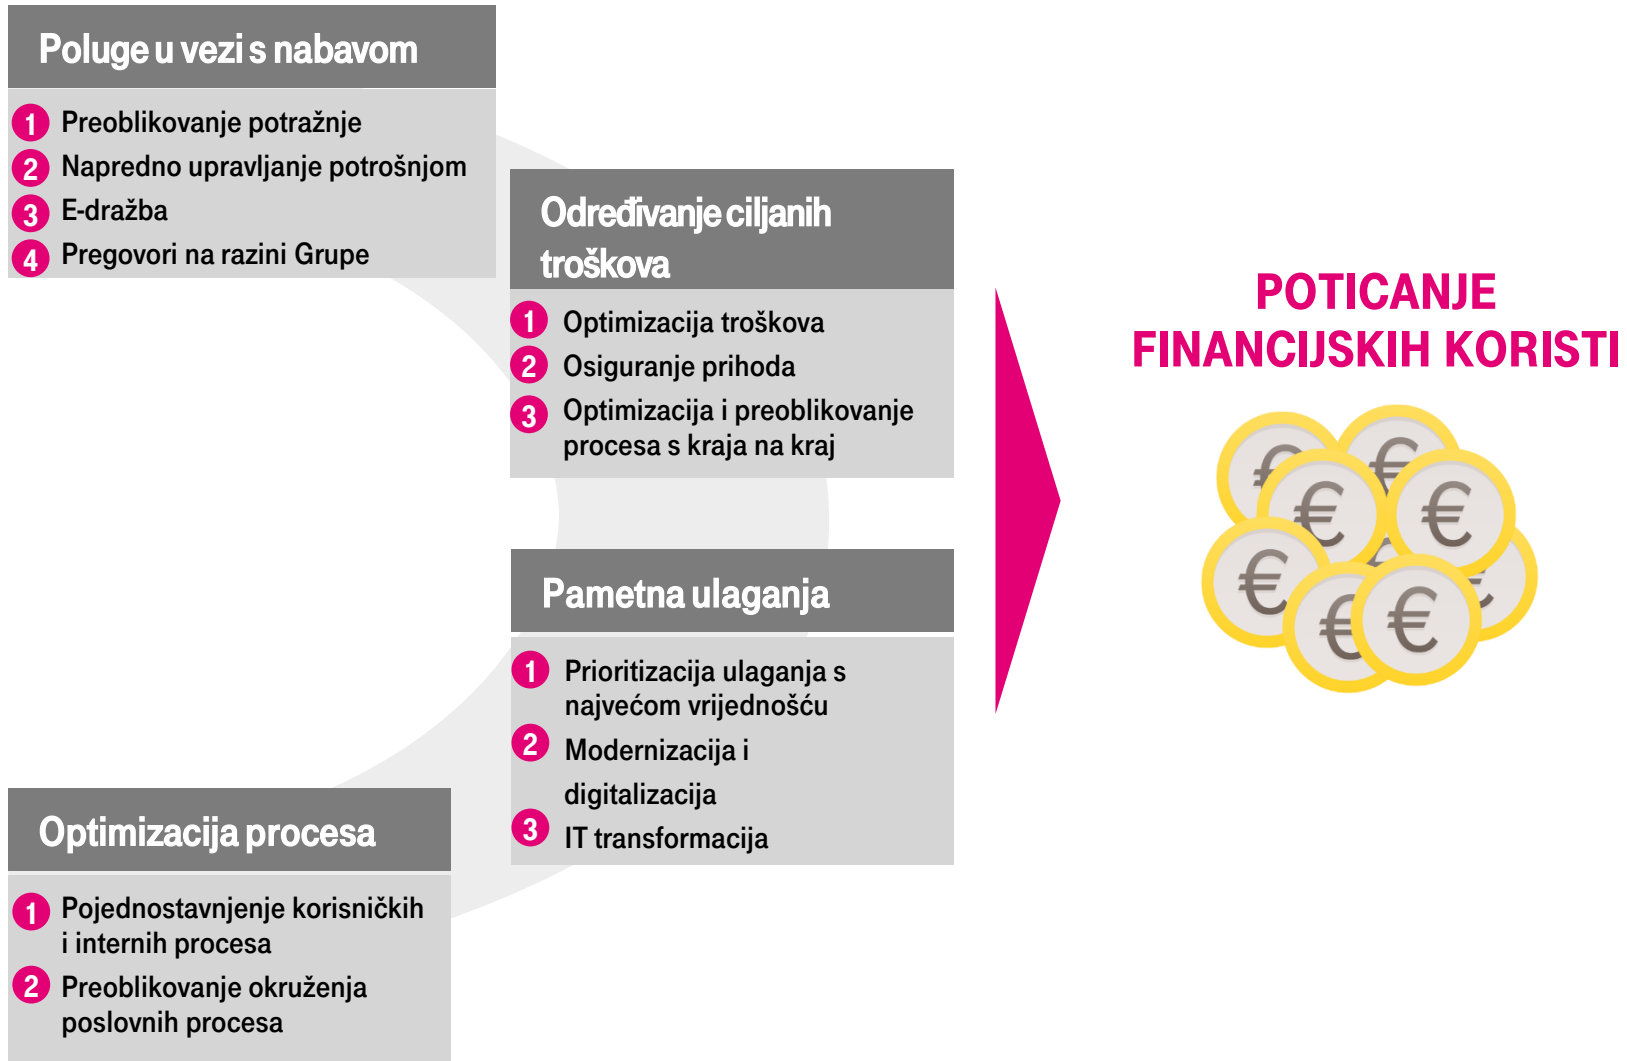 Poluge u vezi s nabavom
1 Preoblikovanje potražnje
2 Napredno upravljanje potrošnjom
3 E-dražba
4 Pregovori na razini Grupe
Određivanje ciljanih
troškova
1 Optimizacija troškova
2 Osiguranje prihoda
3 Optimizacija i preoblikovanje
procesa s kraja na kraj
Pametna ulaganja
1 Prioritizacija ulaganja s
najvećom vrijednošću
2 Modernizacija i
digitalizacija
3 IT transformacija
Optimizacija procesa
1 Pojednostavnjenje korisničkih
i internih procesa
2 Preoblikovanje okruženja
poslovnih procesa
POTICANJE
FINANCIJSKIH KORISTI
€ €
€ €
€ € €
€ €